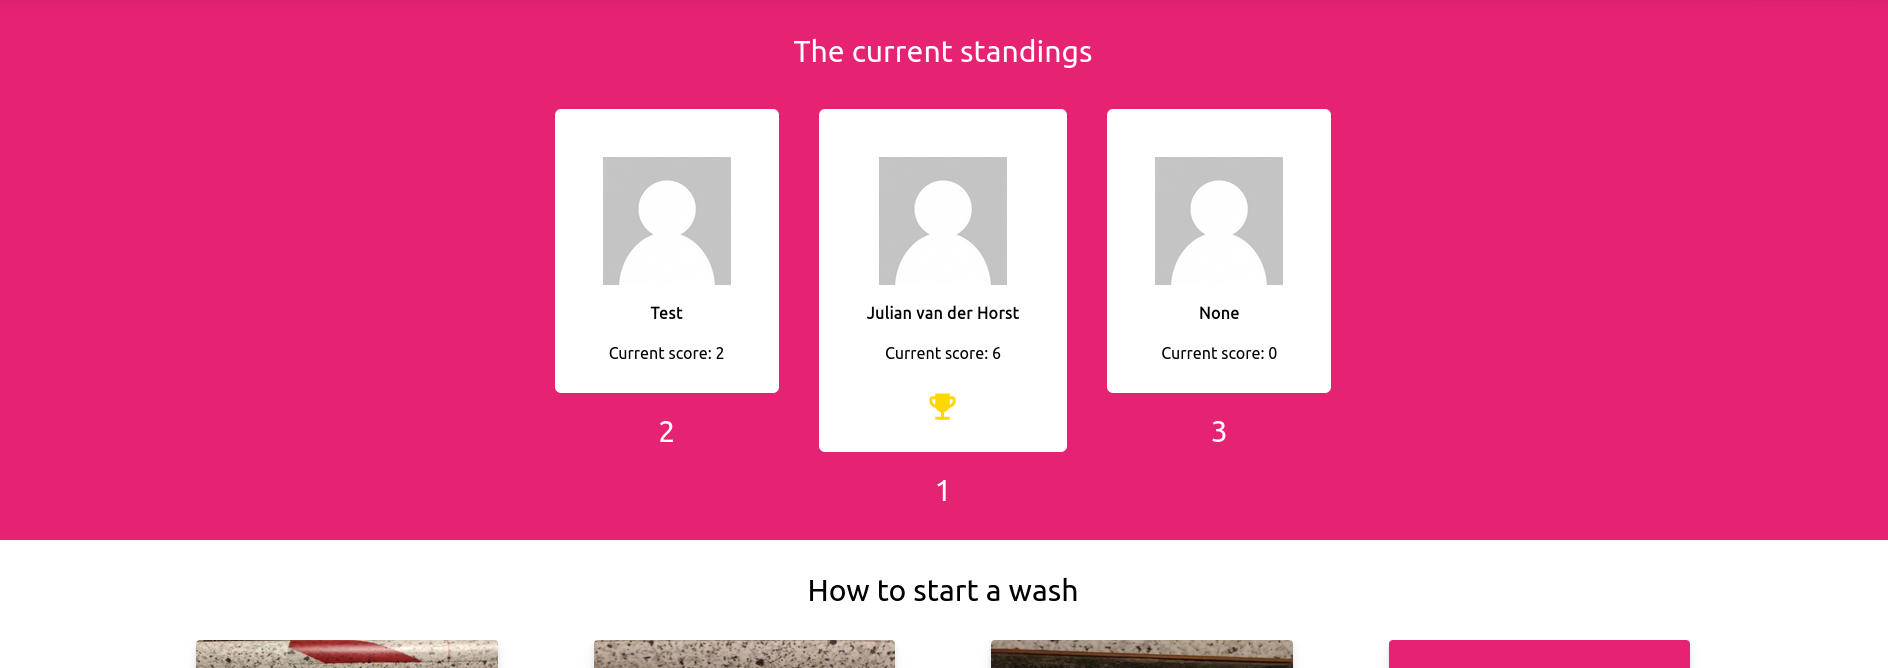 The current standings
Test
Current score: 2
2
Julian van der Horst
Current score: 6
1
None
Current score: 0
3
How to start a wash